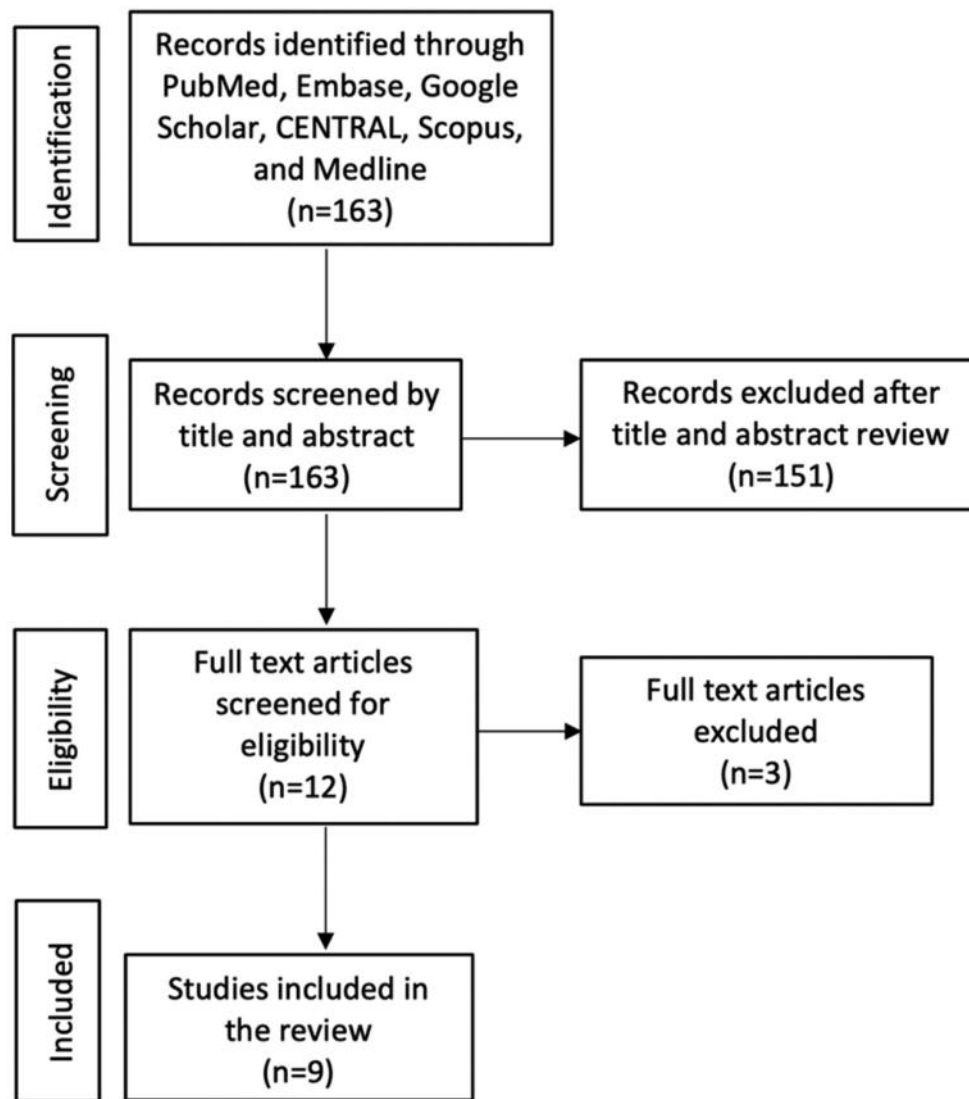 Identification
Records identified through
PubMed, Embase, Google
Scholar, CENTRAL, Scopus,
and Medline
(n=163)
Screening
Records screened by
title and abstract
(n=163)
Records excluded after
title and abstract review
(n=151)
Eligibility
Full text articles
screened for
eligibility
(n=12)
Full text articles
excluded
(n=3)
Included
Studies included in
the review
(n=9)